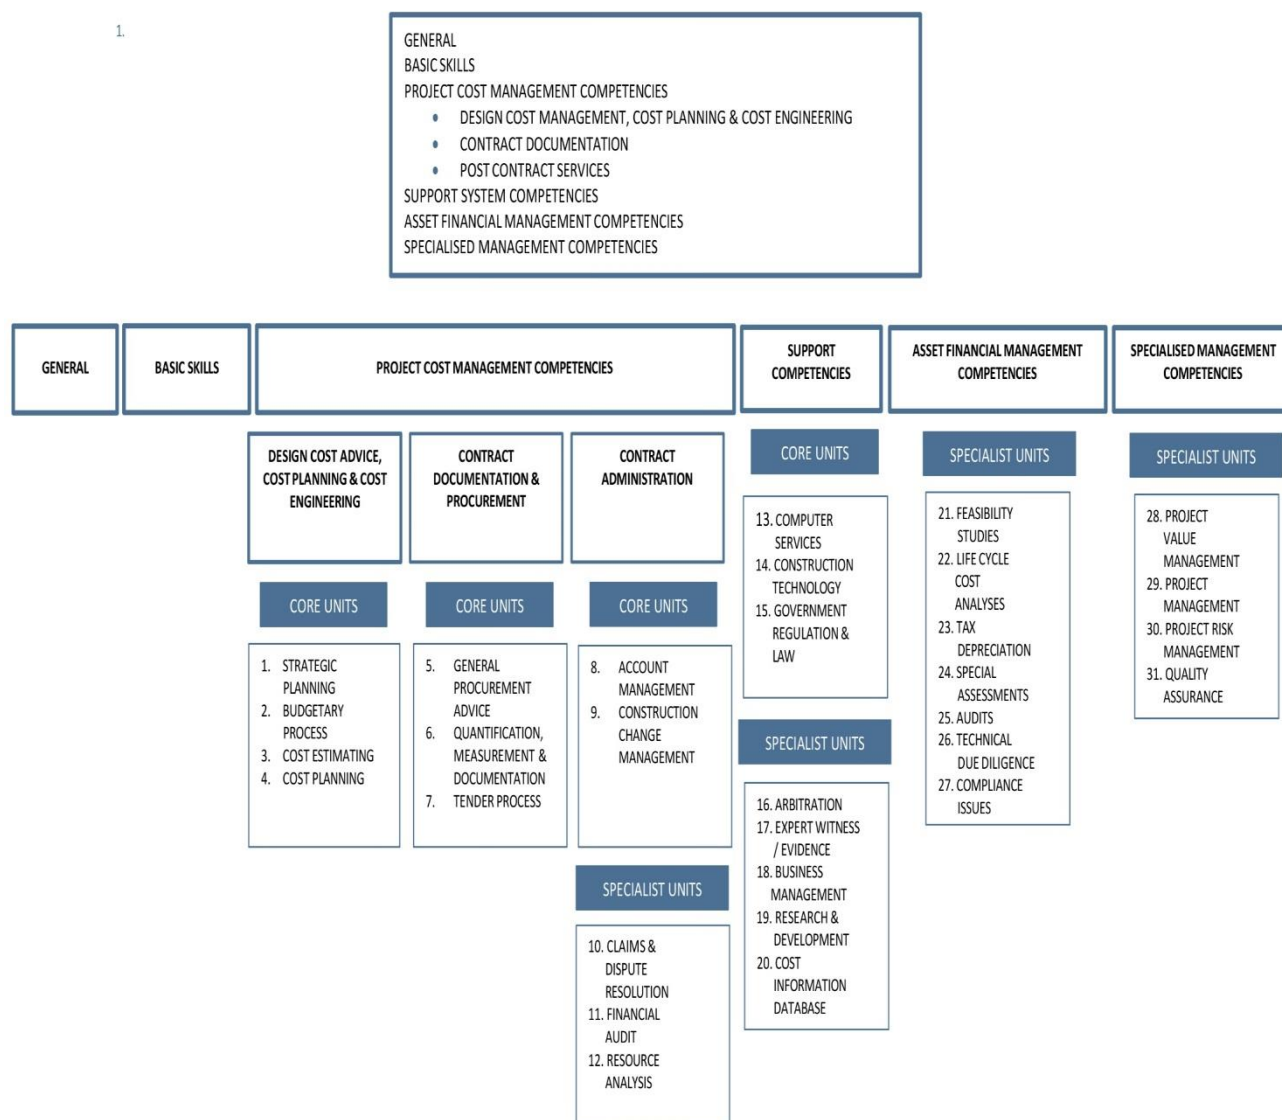 1.
GENERAL
BASIC SKILLS
PROJECT COST MANAGEMENT COMPETENCIES
• DESIGN COST MANAGEMENT, COST PLANNING & COST ENGINEERING
• CONTRACT DOCUMENTATION
• POST CONTRACT SERVICES
SUPPORT SYSTEM COMPETENCIES
ASSET FINANCIAL MANAGEMENT COMPETENCIES
SPECIALISED MANAGEMENT COMPETENCIES
GENERAL
BASIC SKILLS
PROJECT COST MANAGEMENT COMPETENCIES
SUPPORT
COMPETENCIES
ASSET FINANCIAL MANAGEMENT
COMPETENCIES
SPECIALISED MANAGEMENT
COMPETENCIES
DESIGN COST ADVICE,
COST PLANNING & COST
ENGINEERING
CORE UNITS
1. STRATEGIC
PLANNING
2. BUDGETARY
PROCESS
3. COST ESTIMATING
4. COST PLANNING
CONTRACT
DOCUMENTATION &
PROCUREMENT
CORE UNITS
5. GENERAL
PROCUREMENT
ADVICE
6. QUANTIFICATION,
MEASUREMENT &
DOCUMENTATION
7. TENDER PROCESS
CONTRACT
ADMINISTRATION
CORE UNITS
8. ACCOUNT
MANAGEMENT
9. CONSTRUCTION
CHANGE
MANAGEMENT
SPECIALIST UNITS
10. CLAIMS &
DISPUTE
RESOLUTION
11. FINANCIAL
AUDIT
12. RESOURCE
ANALYSIS
CORE UNITS
13. COMPUTER
SERVICES
14. CONSTRUCTION
TECHNOLOGY
15. GOVERNMENT
REGULATION &
LAW
SPECIALIST UNITS
16. ARBITRATION
17. EXPERT WITNESS
/ EVIDENCE
18. BUSINESS
MANAGEMENT
19. RESEARCH &
DEVELOPMENT
20. COST
INFORMATION
DATABASE
SPECIALIST UNITS
21. FEASIBILITY
STUDIES
22. LIFE CYCLE
COST
ANALYSES
23. TAX
DEPRECIATION
24. SPECIAL
ASSESSMENTS
25. AUDITS
26. TECHNICAL
DUE DILIGENCE
27. COMPLIANCE
ISSUES
SPECIALIST UNITS
28. PROJECT
VALUE
MANAGEMENT
29. PROJECT
MANAGEMENT
30. PROJECT RISK
MANAGEMENT
31. QUALITY
ASSURANCE